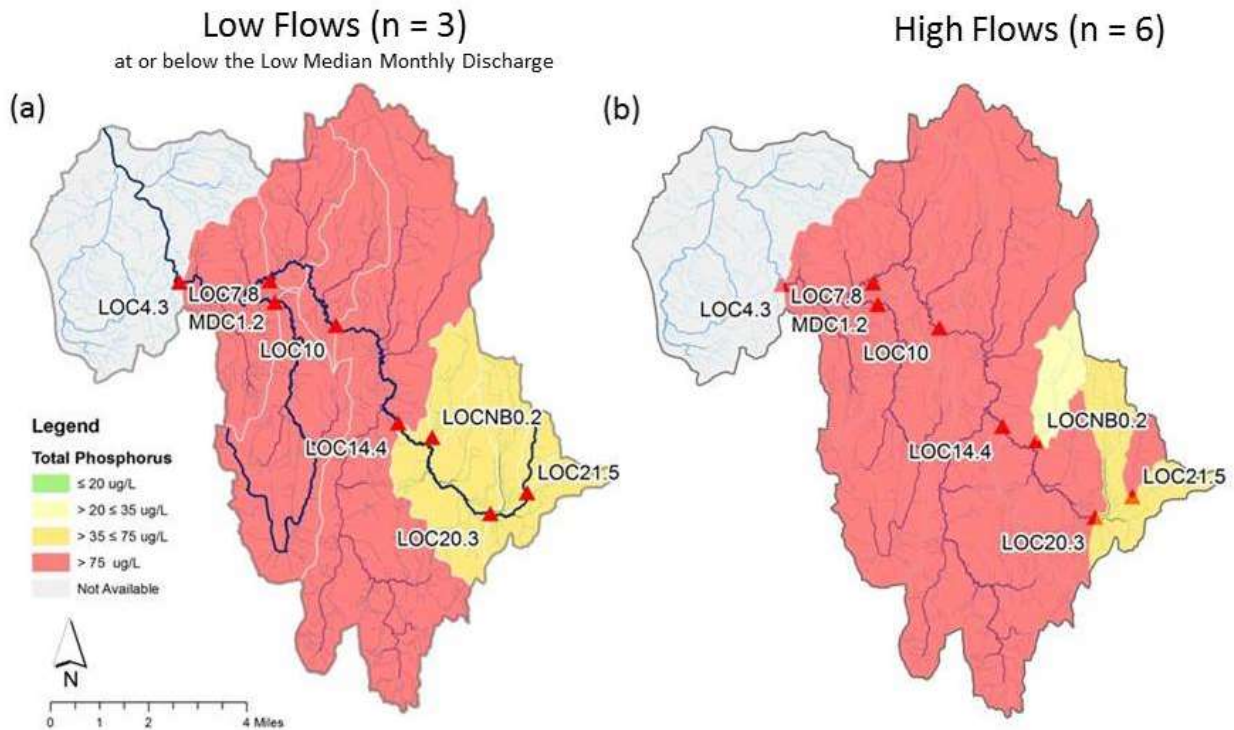 Low Flows (n = 3)
at or below the Low Median Monthly Discharge
High Flows (n = 6)
(a)
LOC4.3
LOC7.8
MDC1.2
LOC10
LOC14.4
LOCNB0.2
LOC21.5
LOC20.3
Legend
Total Phosphorus
≤ 20 ug/L
> 20 ≤ 35 ug/L
> 35 ≤ 75 ug/L
> 75 ug/L
Not Available
N
0 1 2 4 Miles
(b)
LOC4.3
LOC7.8
MDC1.2
LOC10
LOCNB0.2
LOC14.4
LOC21.5
LOC20.3